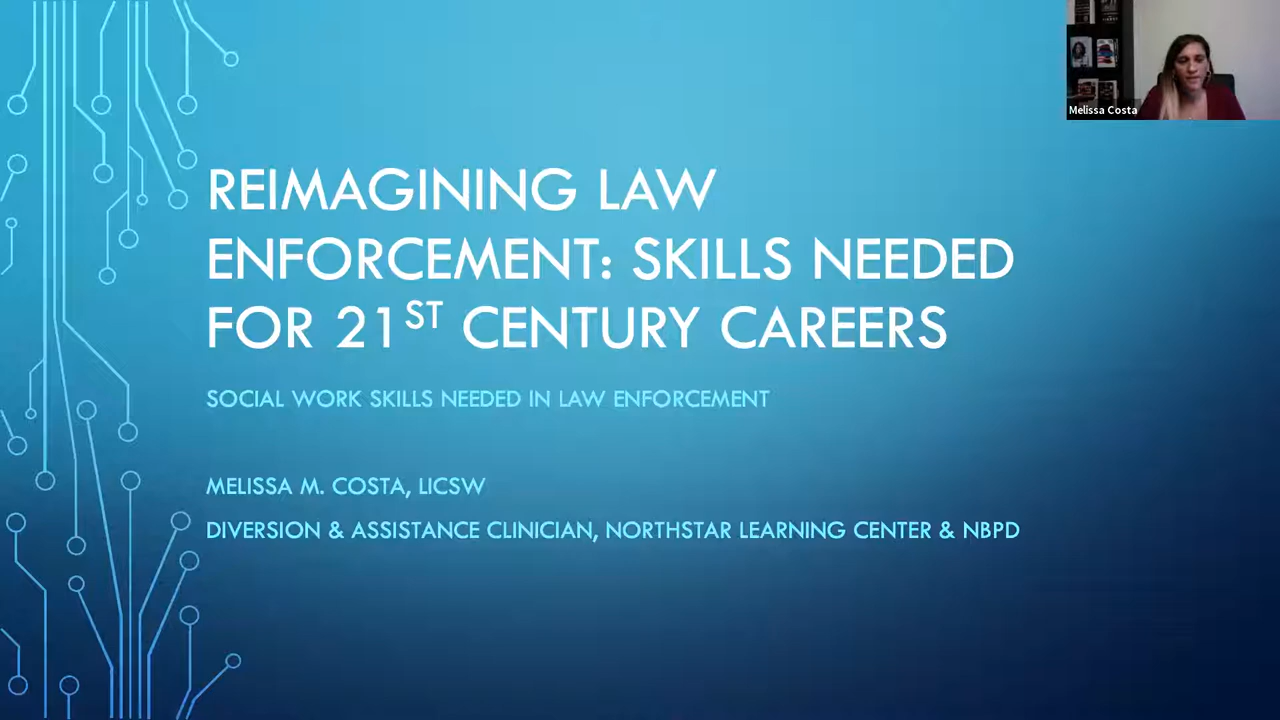 Melissa Costa
REIMAGINING LAW
ENFORCEMENT: SKILLS NEEDED
FOR 21ST CENTURY CAREERS
SOCIAL WORK SKILLS NEEDED IN LAW ENFORCEMENT
MELISSA M. COSTA, LICSW
DIVERSION & ASSISTANCE CLINICIAN, NORTHSTAR LEARNING CENTER & NBPD